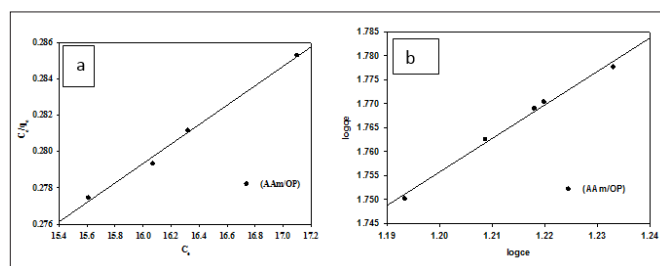 a
0.286
0.284
0.282
0.280
0.278
0.276
Cₑ/qₑ
15.4 15.6 15.8 16.0 16.2 16.4 16.6 16.8 17.0 17.2
Cₑ
(AAm/OP)
b
1.785
1.780
1.775
1.770
1.765
1.760
1.755
1.750
1.745
logqe
1.19 1.20 1.21 1.22 1.23 1.24
logce
(AAm/OP)